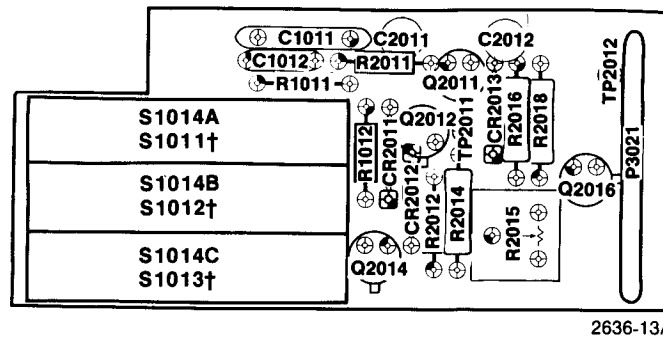 C1011
C2011
C2012
C1012
R2011
Q2011
R1011
TP2012
S1014A
S1011†
Q2012
TP2011
CR2013
R2016
R2018
R1012
CR2011
P3021
S1014B
S1012†
CR2012
R2012
R2014
Q2016
R2015
S1014C
S1013†
Q2014
2636-13A